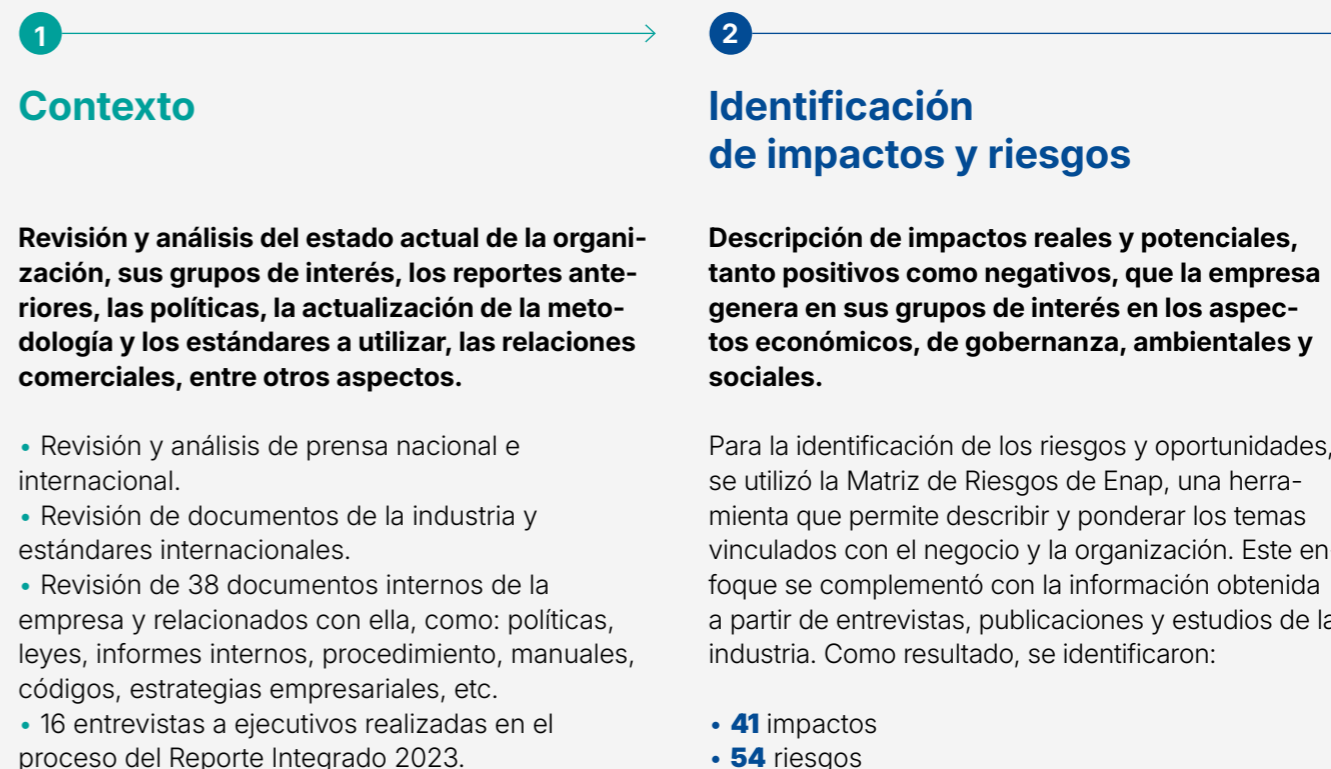 1
Contexto
Revisión y análisis del estado actual de la organi-
zación, sus grupos de interés, los reportes ante-
riores, las políticas, la actualización de la meto-
dología y los estándares a utilizar, las relaciones
comerciales, entre otros aspectos.
• Revisión y análisis de prensa nacional e
internacional.
• Revisión de documentos de la industria y
estándares internacionales.
• Revisión de 38 documentos internos de la
empresa y relacionados con ella, como: políticas,
leyes, informes internos, procedimiento, manuales,
códigos, estrategias empresariales, etc.
• 16 entrevistas a ejecutivos realizadas en el
proceso del Reporte Integrado 2023.
2
Identificación
de impactos y riesgos
Descripción de impactos reales y potenciales,
tanto positivos como negativos, que la empresa
genera en sus grupos de interés en los aspec-
tos económicos, de gobernanza, ambientales y
sociales.
Para la identificación de los riesgos y oportunidades,
se utilizó la Matriz de Riesgos de Enap, una herra-
mienta que permite describir y ponderar los temas
vinculados con el negocio y la organización. Este en
foque se complementó con la información obtenida
a partir de entrevistas, publicaciones y estudios de la
industria. Como resultado, se identificaron:
• 41 impactos
• 54 riesgos